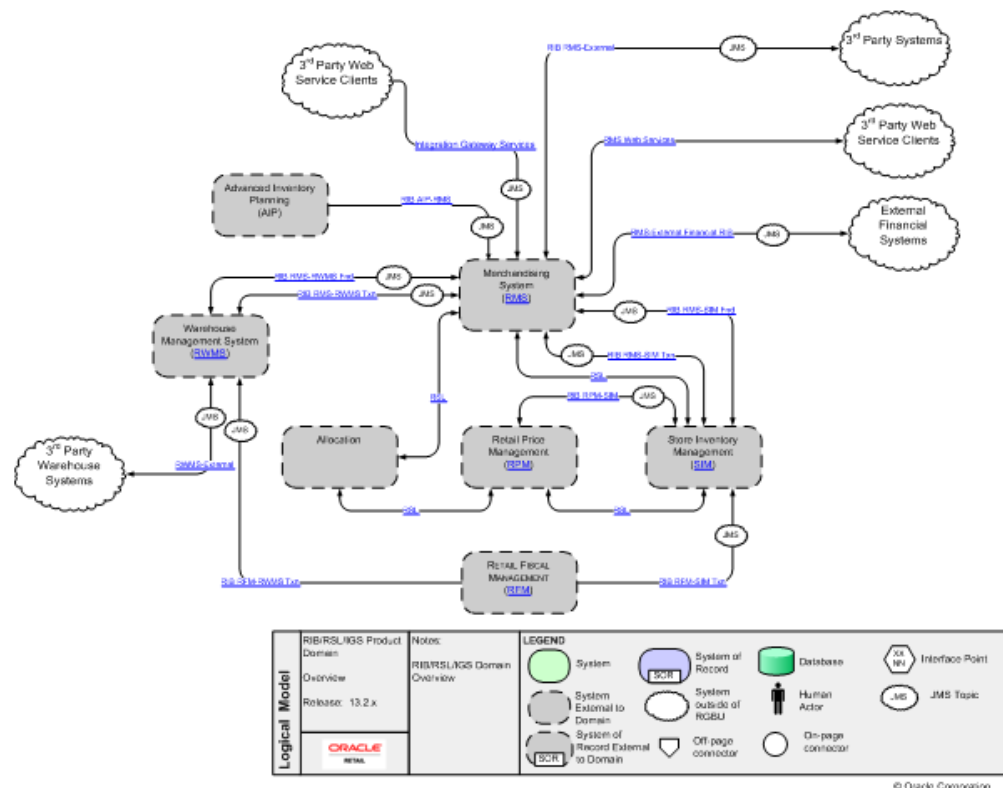 RIB RMS-External
JMS
3rd Party Systems
3rd Party Web
Service Clients
Integration Gateway Services
JMS
RMS Web Services
3rd Party Web
Service Clients
Advanced Inventory
Planning
(AIP)
RIB AIP-RMS
JMS
RMS-External Financial RIB
JMS
External
Financial
Systems
RIB RMS-RWMS Fnd
JMS
RIB RMS-RWMS Txn
JMS
Merchandising
System
(RMS)
JMS
RIB RMS-SIM Fnd
Warehouse
Management System
(RWMS)
JMS
RIB RMS-SIM Txn
RSL
RSL
RIB RPM-SIM
JMS
JMS
JMS
Allocation
Retail Price
Management
(RPM)
Store Inventory
Management
(SIM)
3rd Party
Warehouse
Systems
RWMS-External
RSL
RSL
JMS
RIB RFM-RWMS Txn
RETAIL FISCAL
MANAGEMENT
(RFM)
RIB RFM-SIM Txn
Logical Model
RIB/RSL/IGS Product
Domain
Overview
Release: 13.2.x
ORACLE
RETAIL
Notes:
RIB/RSL/IGS Domain
Overview
LEGEND
System
SOR
System of
Record
Database
XX
NN
Interface Point
System
External to
Domain
System
outside of
RGBU
Human
Actor
JMS
JMS Topic
SOR
System of
Record External
to Domain
Off-page
connector
On-page
connector
© Oracle Corporation